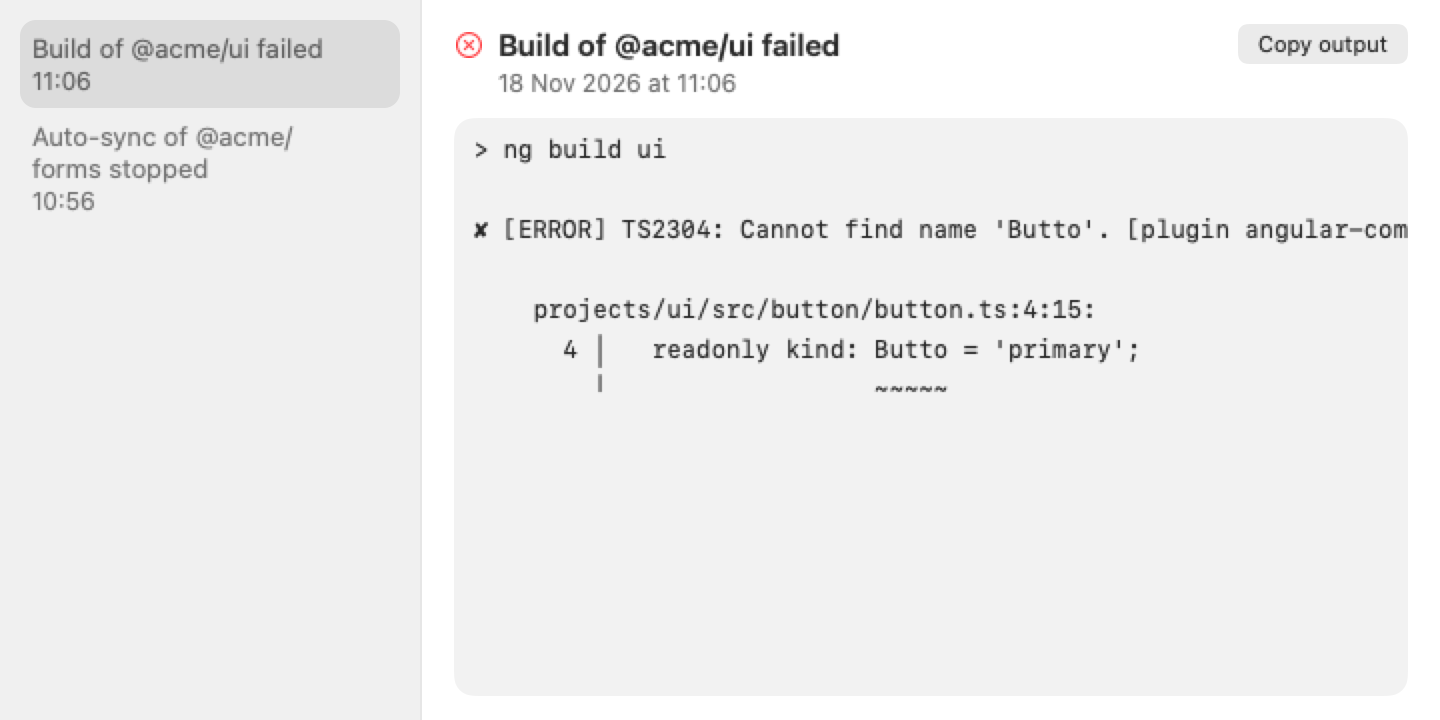 Build of @acme/ui failed
11:06
Auto-sync of @acme/
forms stopped
10:56
Build of @acme/ui failed
18 Nov 2026 at 11:06
Copy output
> ng build ui
✘ [ERROR] TS2304: Cannot find name 'Butto'. [plugin angular-com
projects/ui/src/button/button.ts:4:15:
4 │   readonly kind: Butto = 'primary';
╵                  ~~~~~